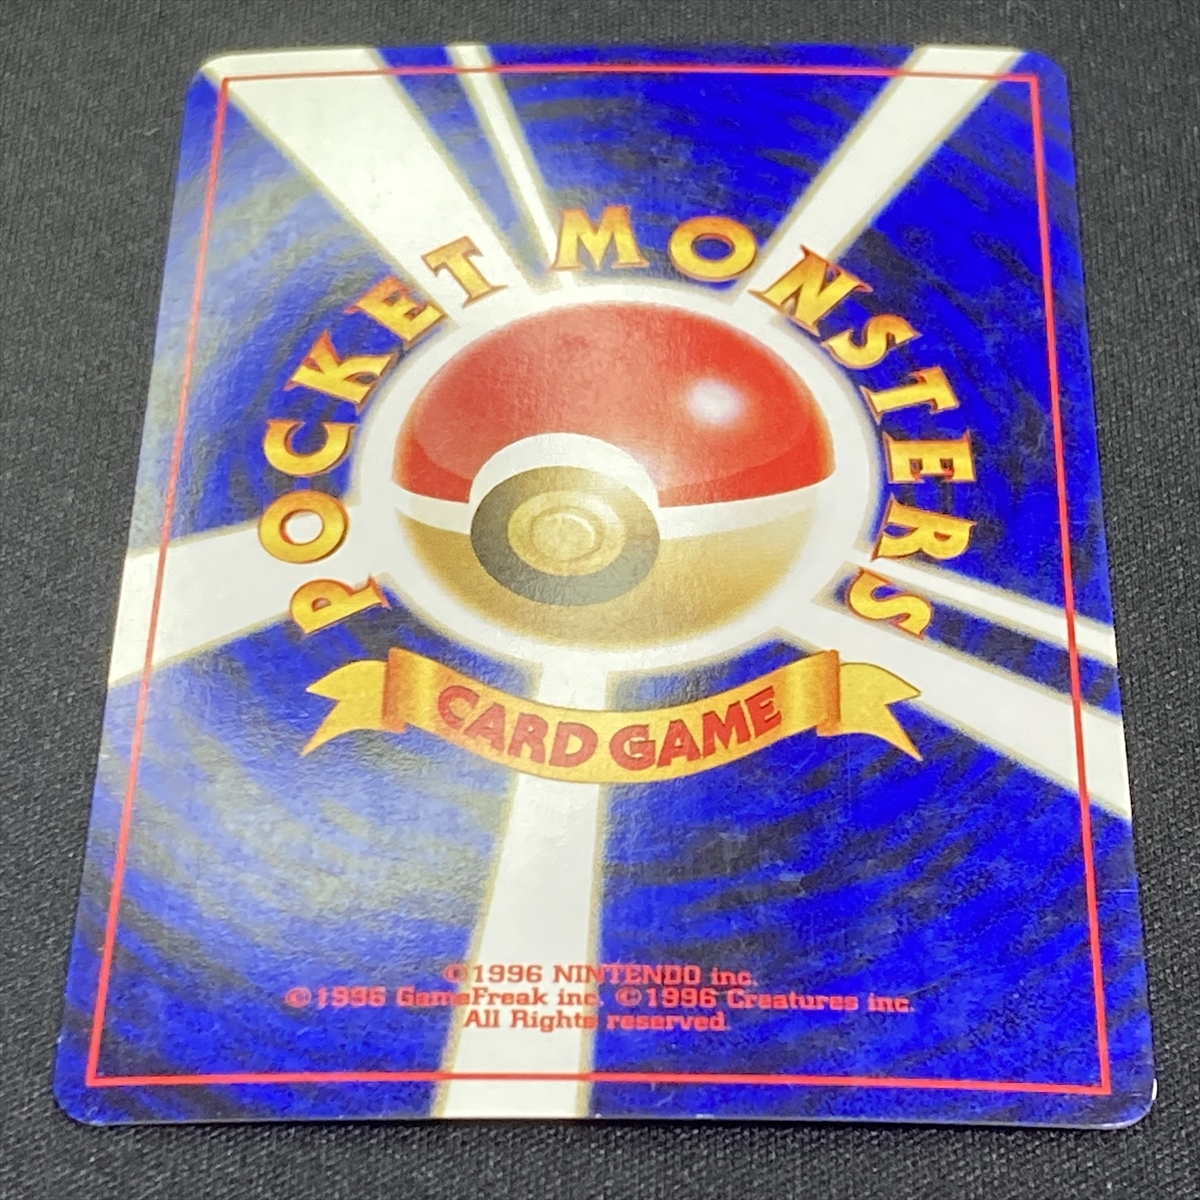 POCKET MONSTERS
CARD GAME
©1996 NINTENDO inc.
©1996 GameFreak inc. ©1996 Creatures inc.
All Rights reserved.